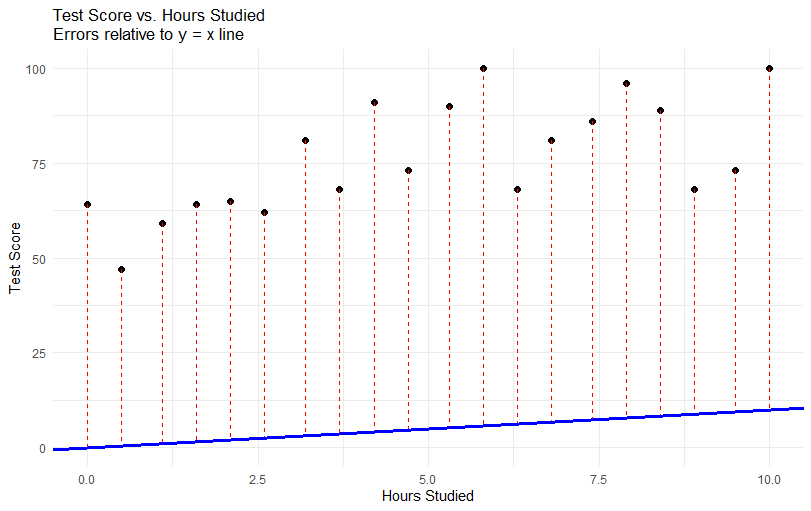 Test Score vs. Hours Studied
Errors relative to y = x line
100
75
50
25
0
Test Score
0.0 2.5 5.0 7.5 10.0
Hours Studied